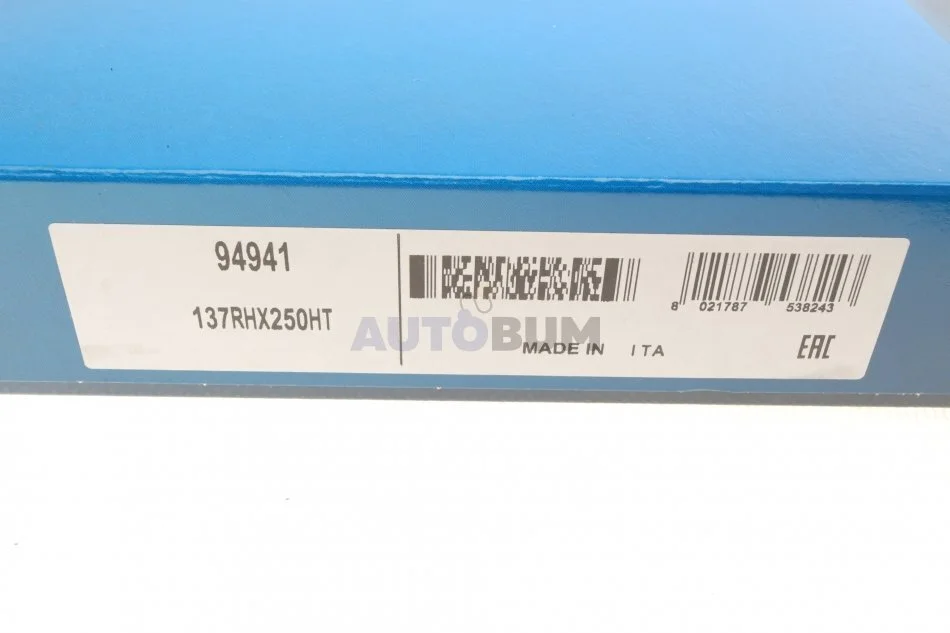 94941
137RHX250HT
8 021787 538243
AUTOBUM
MADE IN ITA
EAC